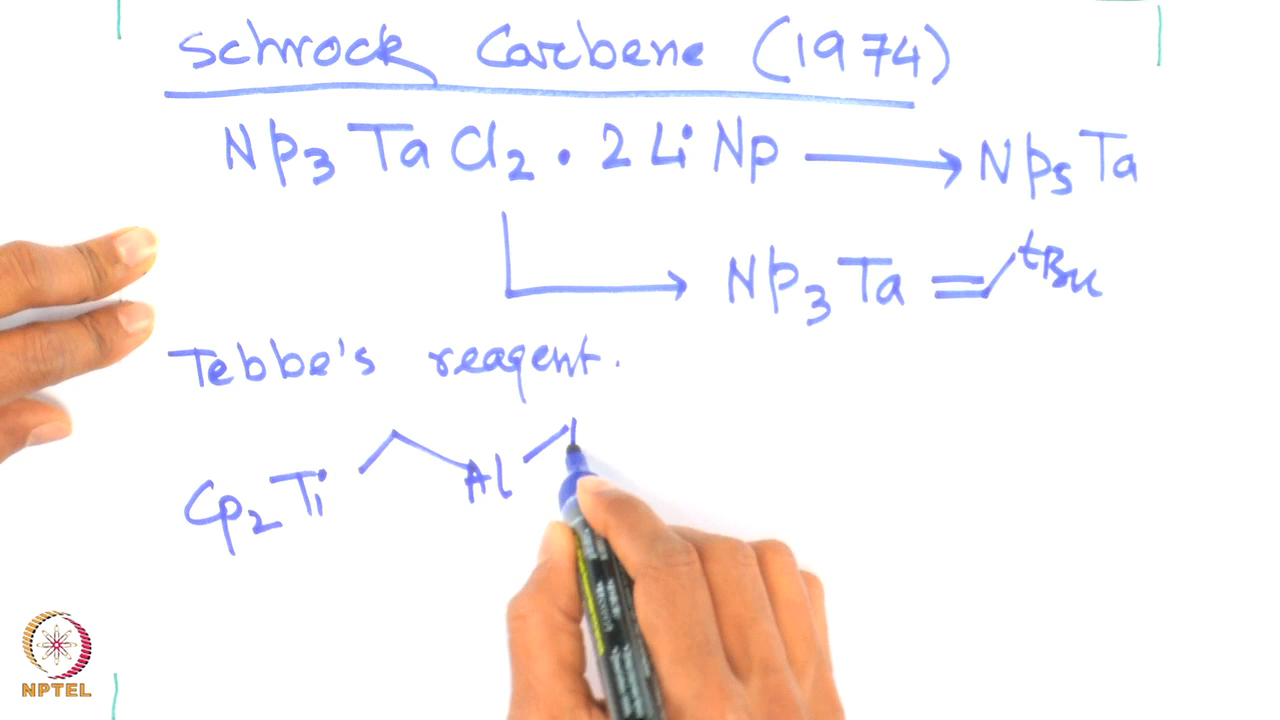 Schrock Carbene (1974)
Np₃TaCl₂·2LiNp ⟶ Np₅Ta
Np₃Ta=/tBu
Tebbe's reagent.
Cp₂Ti Al
NPTEL